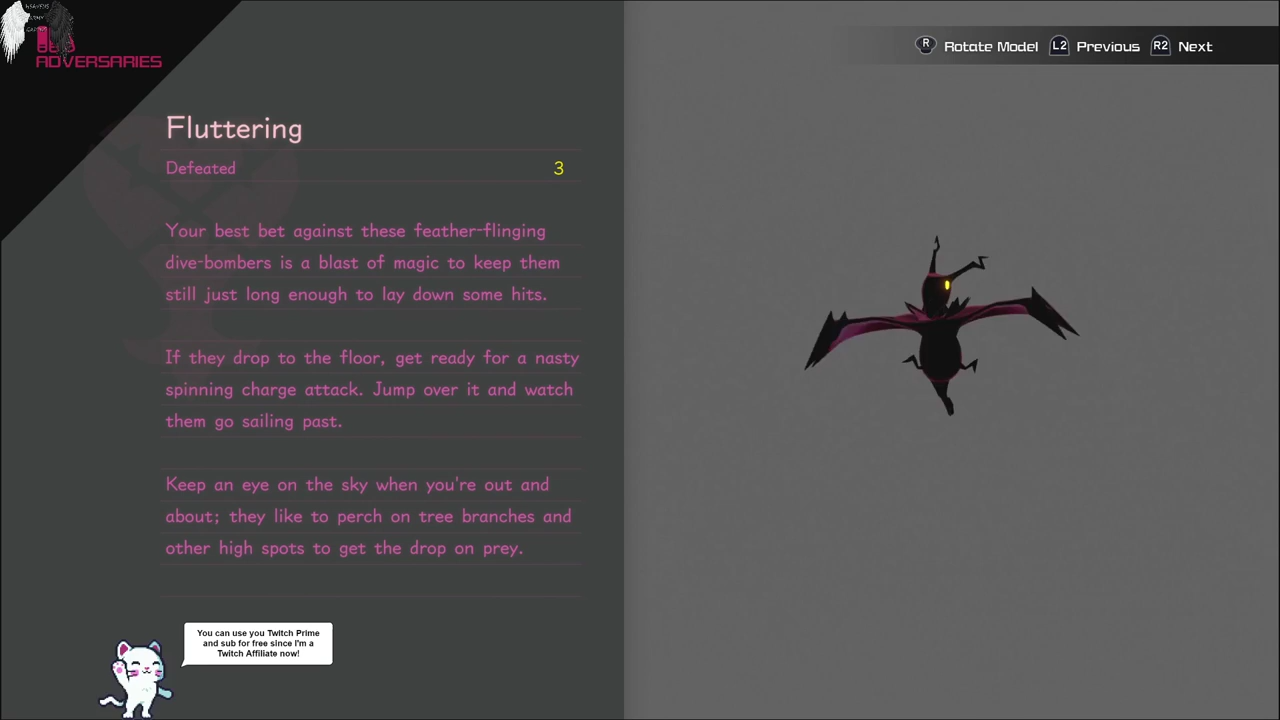 HEAVENS
ARMY
GAMING
ADVERSARIES
R Rotate Model L2 Previous R2 Next
Fluttering
Defeated 3
Your best bet against these feather-flinging
dive-bombers is a blast of magic to keep them
still just long enough to lay down some hits.
If they drop to the floor, get ready for a nasty
spinning charge attack. Jump over it and watch
them go sailing past.
Keep an eye on the sky when you're out and
about; they like to perch on tree branches and
other high spots to get the drop on prey.
You can use you Twitch Prime
and sub for free since I'm a
Twitch Affiliate now!